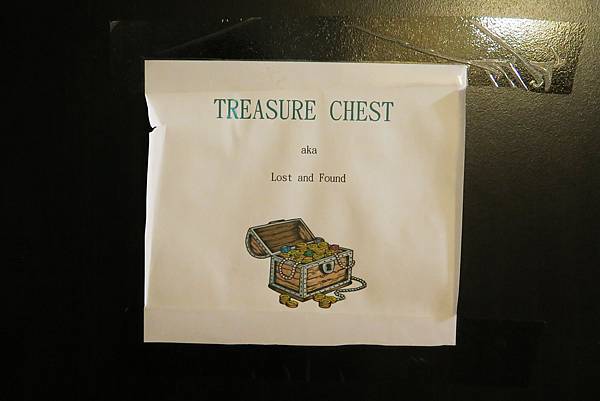 TREASURE CHEST
aka
Lost and Found